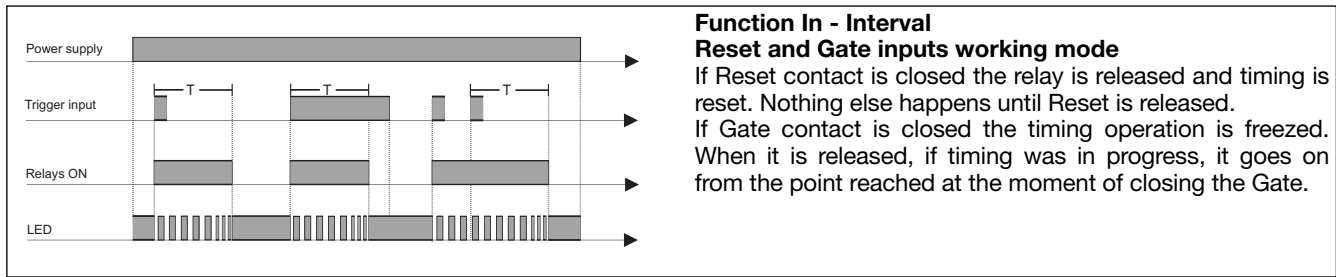 Power supply
T
T
T
Trigger input
Relays ON
LED
Function In - Interval
Reset and Gate inputs working mode
If Reset contact is closed the relay is released and timing is
reset. Nothing else happens until Reset is released.
If Gate contact is closed the timing operation is freezed.
When it is released, if timing was in progress, it goes on
from the point reached at the moment of closing the Gate.